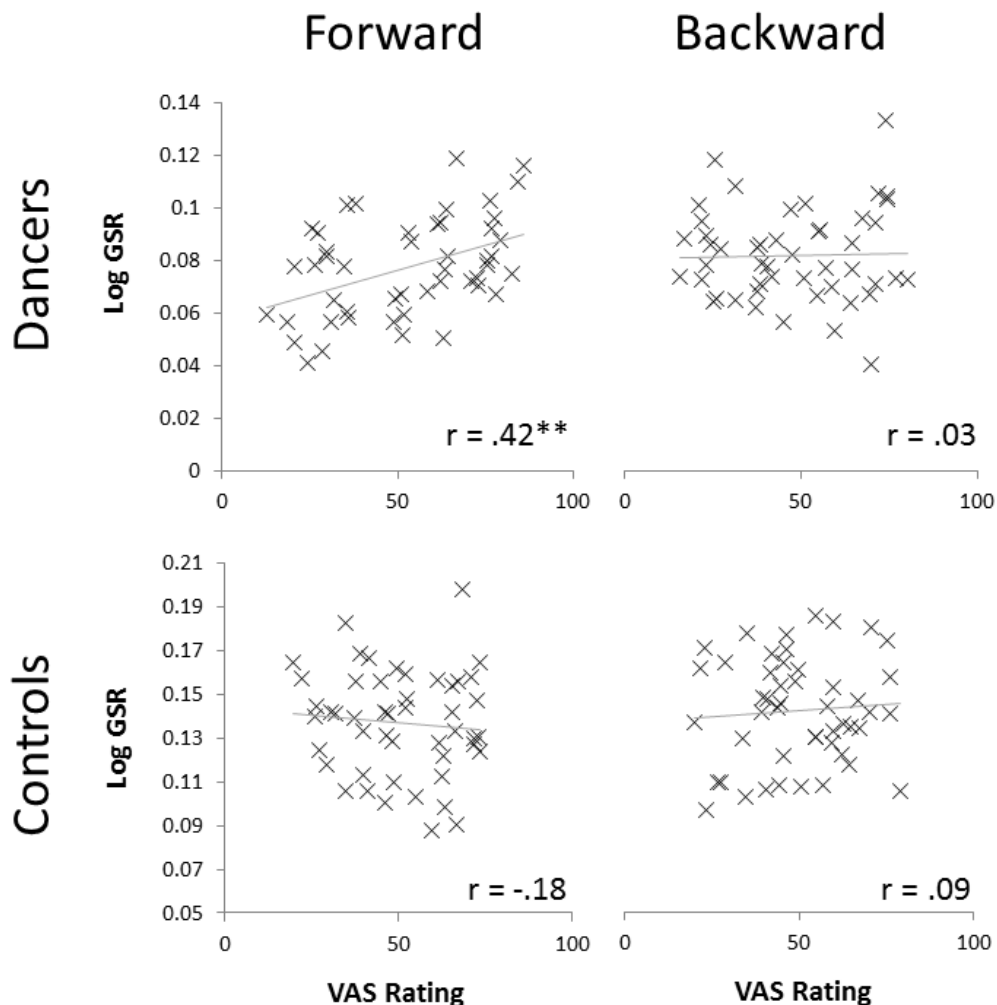 Forward Backward
Dancers
Log GSR
0.14
0.12
0.1
0.08
0.06
0.04
0.02
0
r = .42**
r = .03
0 50 100
0 50 100
Controls
Log GSR
0.21
0.19
0.17
0.15
0.13
0.11
0.09
0.07
0.05
r = -.18
r = .09
0 50 100
0 50 100
VAS Rating
VAS Rating